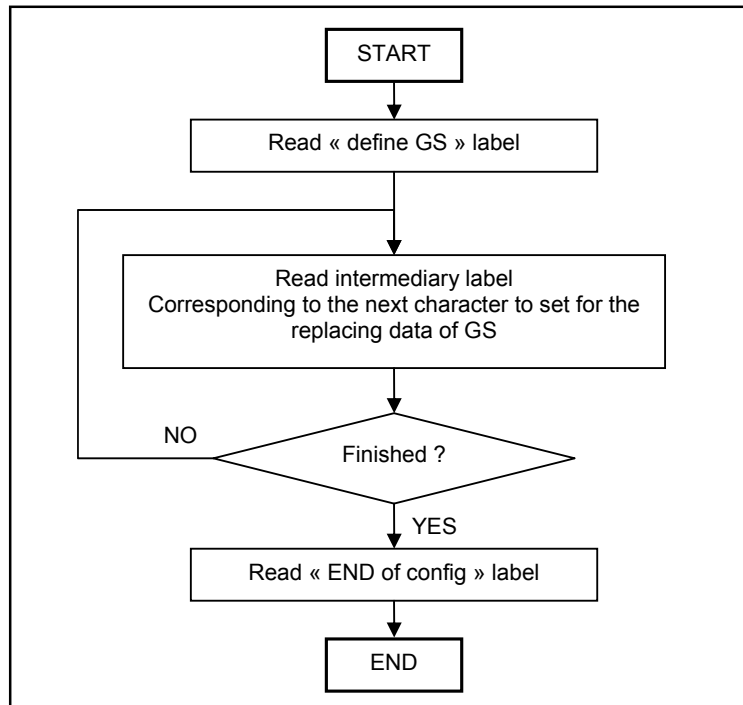 START
Read « define GS » label
Read intermediary label
Corresponding to the next character to set for the
replacing data of GS
NO
Finished ?
YES
Read « END of config » label
END